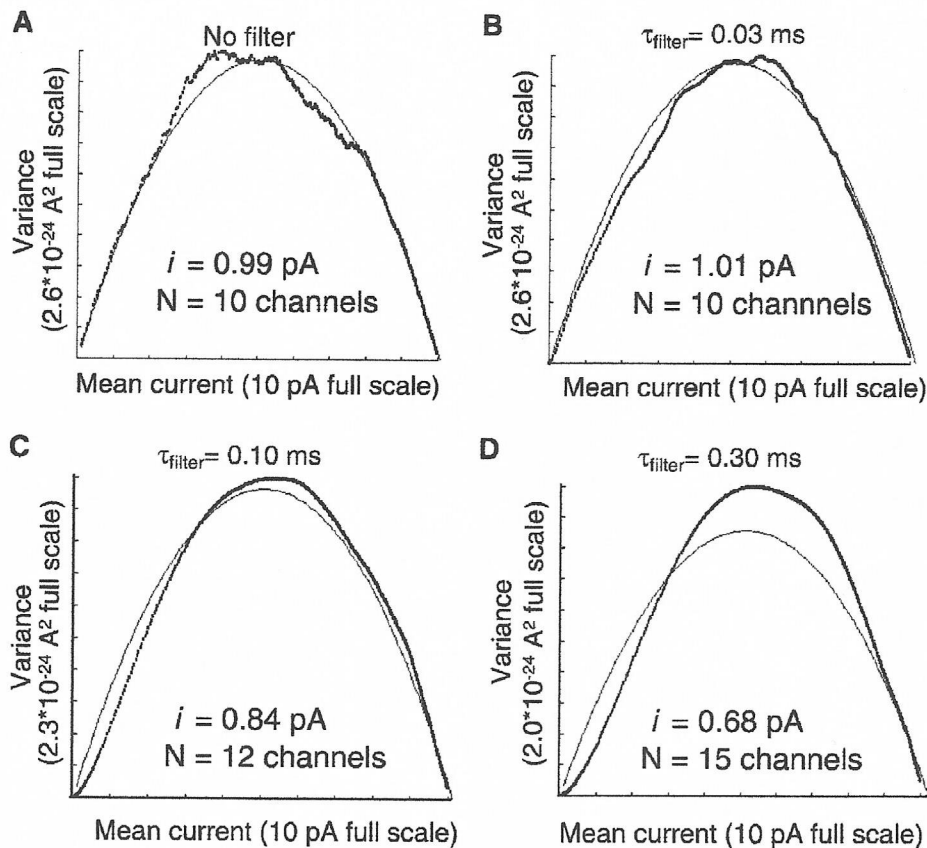 A
No filter
Variance
(2.6*10⁻²⁴ A² full scale)
i = 0.99 pA
N = 10 channels
Mean current (10 pA full scale)
B
τfilter= 0.03 ms
Variance
(2.6*10⁻²⁴ A² full scale)
i = 1.01 pA
N = 10 channnels
Mean current (10 pA full scale)
C
τfilter= 0.10 ms
Variance
(2.3*10⁻²⁴ A² full scale)
i = 0.84 pA
N = 12 channels
Mean current (10 pA full scale)
D
τfilter= 0.30 ms
Variance
(2.0*10⁻²⁴ A² full scale)
i = 0.68 pA
N = 15 channels
Mean current (10 pA full scale)